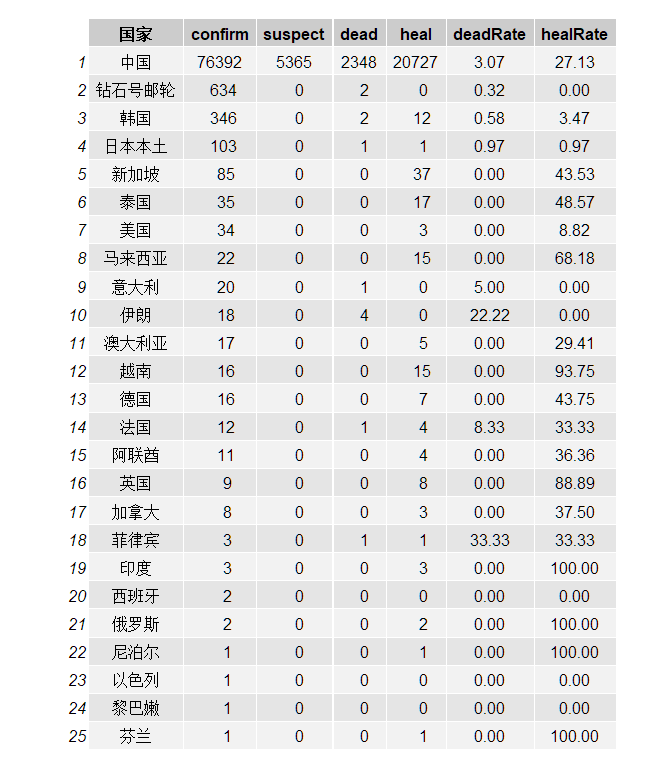 国家 confirm suspect dead heal deadRate healRate
1 中国 76392 5365 2348 20727 3.07 27.13
2 钻石号邮轮 634 0 2 0 0.32 0.00
3 韩国 346 0 2 12 0.58 3.47
4 日本本土 103 0 1 1 0.97 0.97
5 新加坡 85 0 0 37 0.00 43.53
6 泰国 35 0 0 17 0.00 48.57
7 美国 34 0 0 3 0.00 8.82
8 马来西亚 22 0 0 15 0.00 68.18
9 意大利 20 0 1 0 5.00 0.00
10 伊朗 18 0 4 0 22.22 0.00
11 澳大利亚 17 0 0 5 0.00 29.41
12 越南 16 0 0 15 0.00 93.75
13 德国 16 0 0 7 0.00 43.75
14 法国 12 0 1 4 8.33 33.33
15 阿联酋 11 0 0 4 0.00 36.36
16 英国 9 0 0 8 0.00 88.89
17 加拿大 8 0 0 3 0.00 37.50
18 菲律宾 3 0 1 1 33.33 33.33
19 印度 3 0 0 3 0.00 100.00
20 西班牙 2 0 0 0 0.00 0.00
21 俄罗斯 2 0 0 2 0.00 100.00
22 尼泊尔 1 0 0 1 0.00 100.00
23 以色列 1 0 0 0 0.00 0.00
24 黎巴嫩 1 0 0 0 0.00 0.00
25 芬兰 1 0 0 1 0.00 100.00